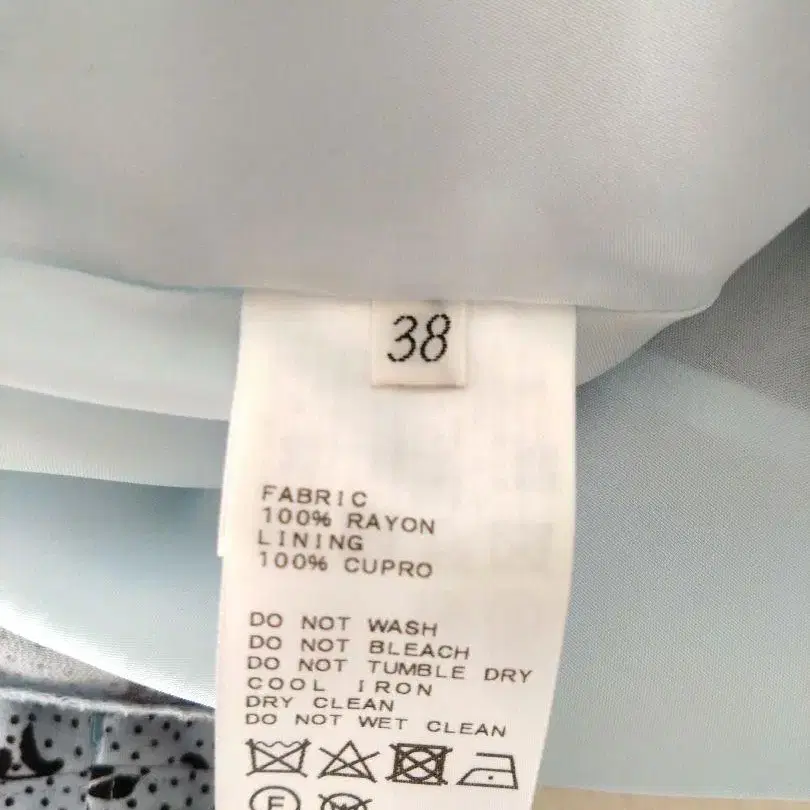 38
FABRIC
100% RAYON
LINING
100% CUPRO
DO NOT WASH
DO NOT BLEACH
DO NOT TUMBLE DRY
COOL IRON
DRY CLEAN
DO NOT WET CLEAN